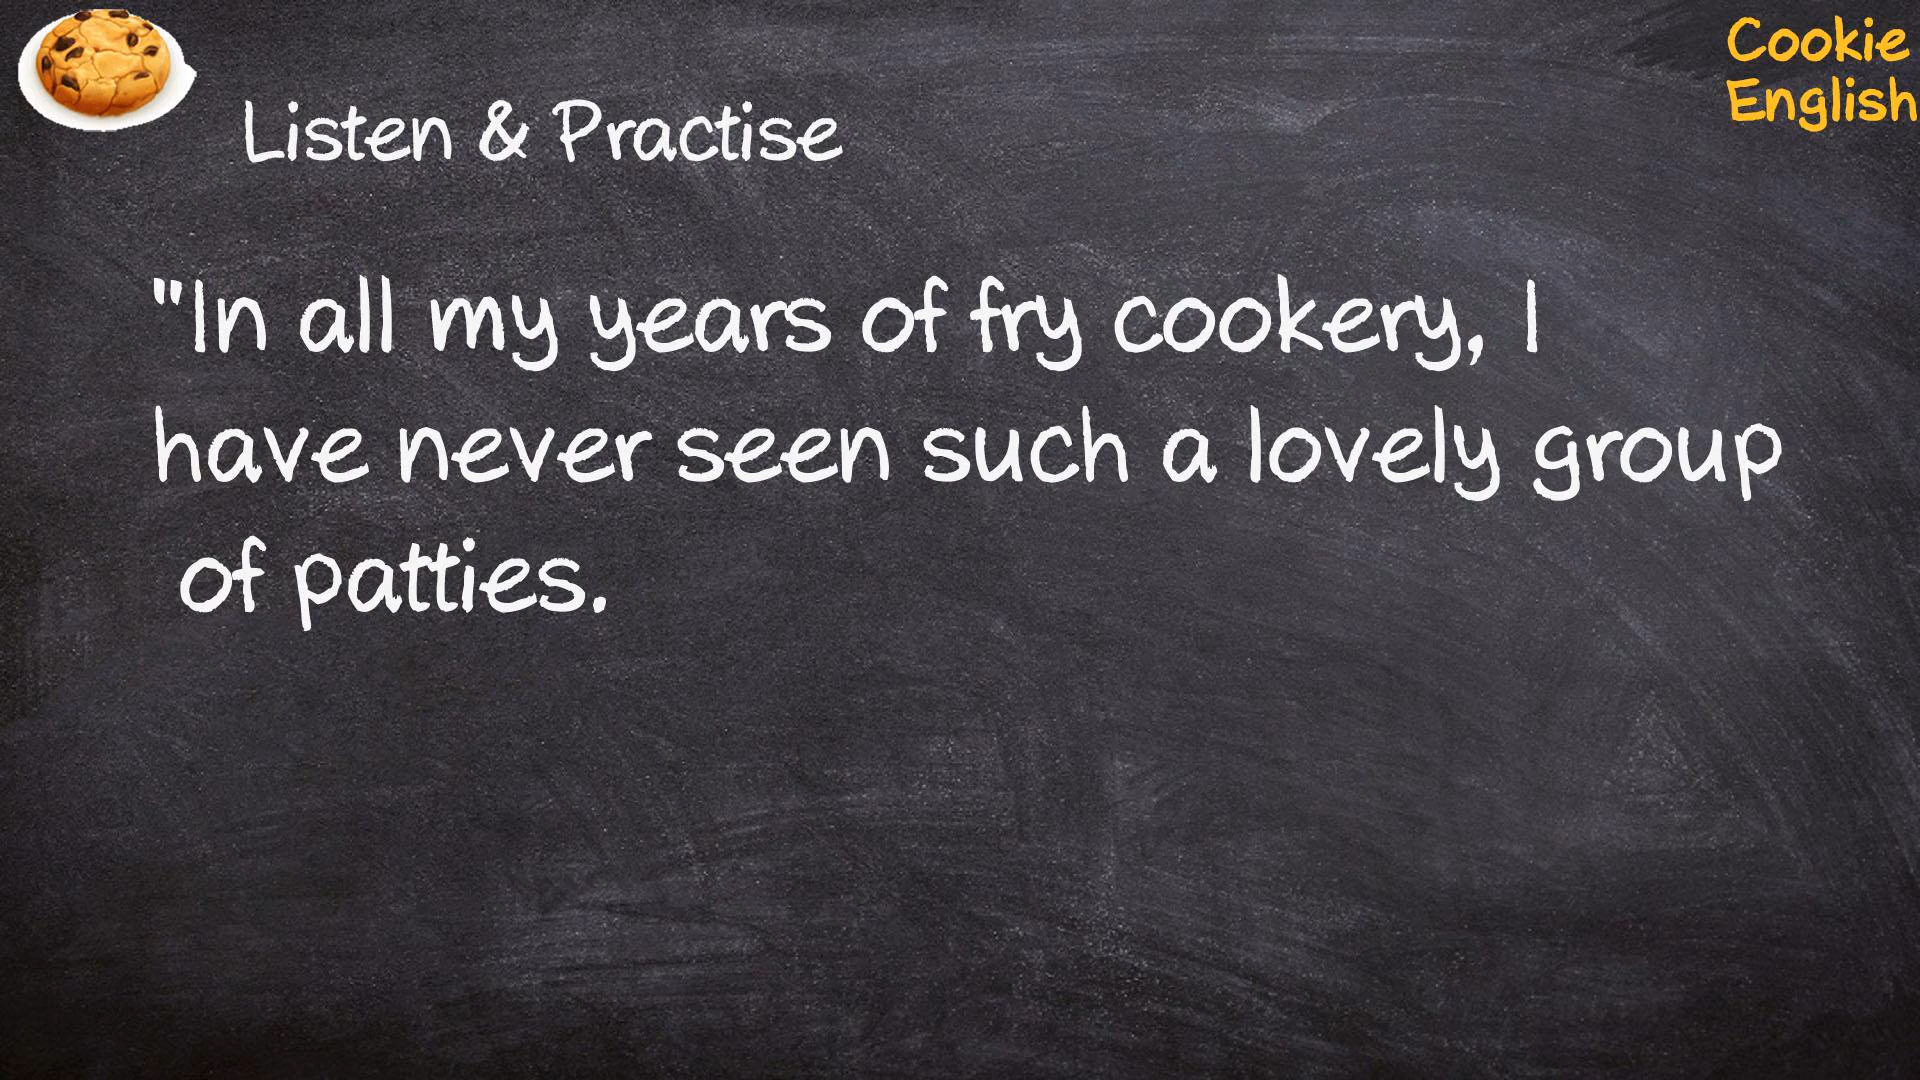 Cookie
English
Listen & Practise
"In all my years of fry cookery, I
have never seen such a lovely group
of patties.